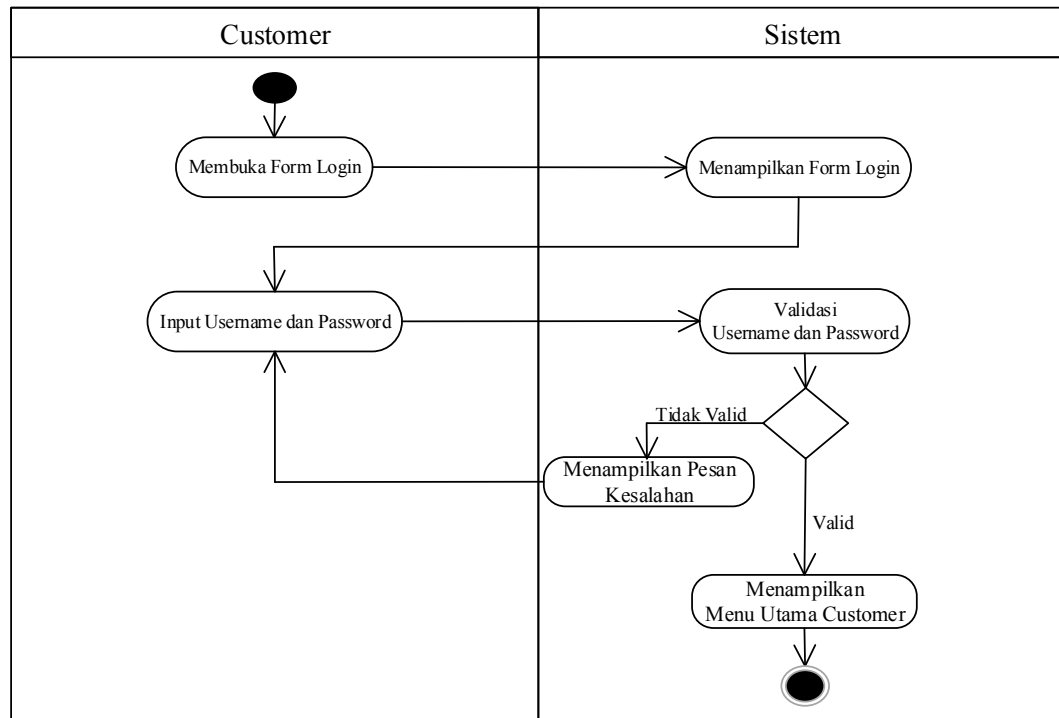 Customer
Sistem
Membuka Form Login
Menampilkan Form Login
Input Username dan Password
Validasi
Username dan Password
Tidak Valid
Menampilkan Pesan
Kesalahan
Valid
Menampilkan
Menu Utama Customer